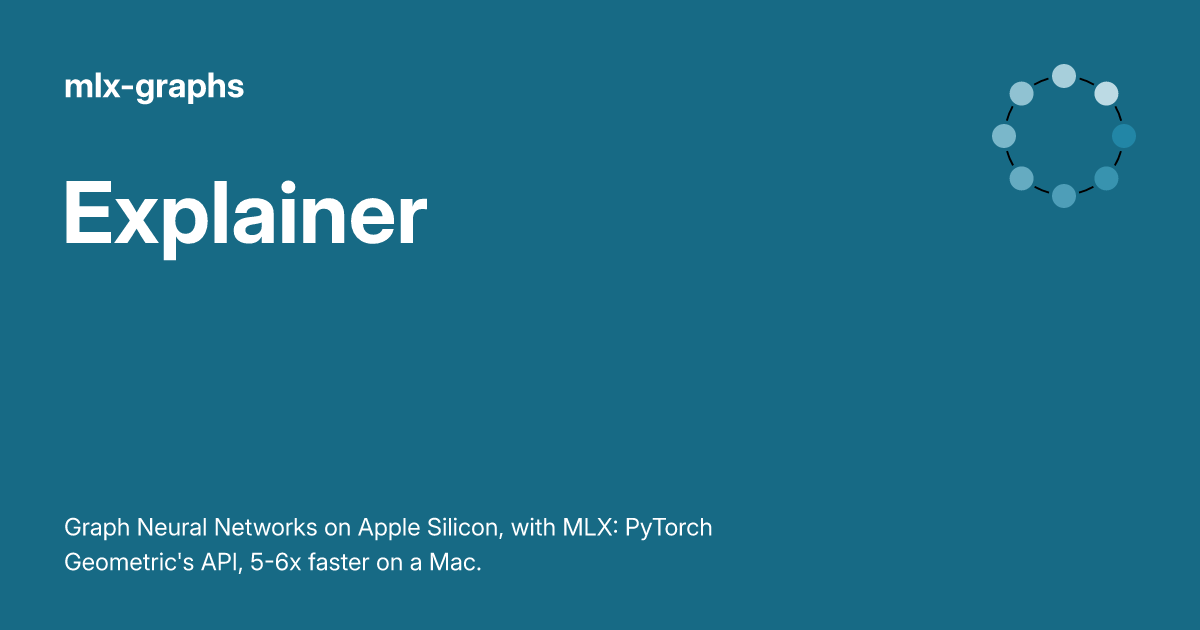 mlx-graphs
Explainer
Graph Neural Networks on Apple Silicon, with MLX: PyTorch
Geometric's API, 5-6x faster on a Mac.